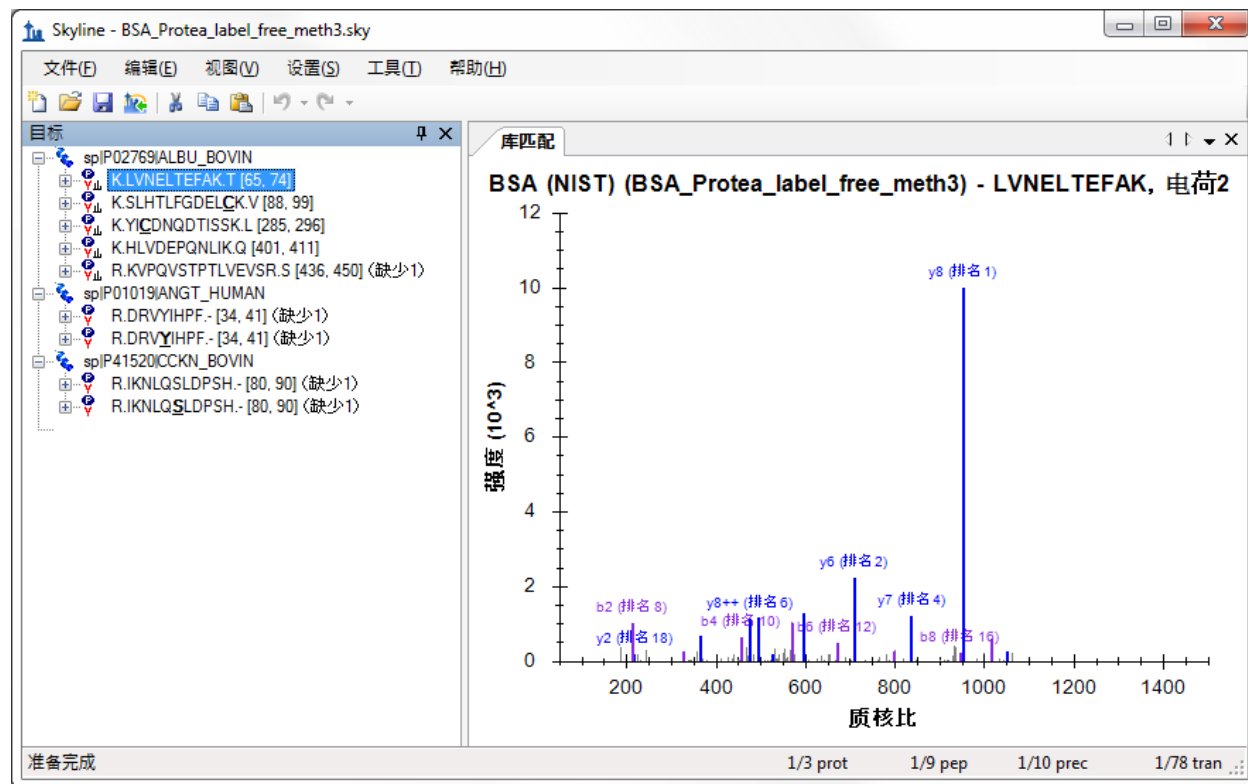 Skyline - BSA_Protea_label_free_meth3.sky
文件(F) 编辑(E) 视图(V) 设置(S) 工具(T) 帮助(H)
目标
sp|P02769|ALBU_BOVIN
K.LVNELTEFAK.T [65, 74]
K.SLHTLFGDELCK.V [88, 99]
K.YICDNQDTISSK.L [285, 296]
K.HLVDEPQNLIK.Q [401, 411]
R.KVPQVSTPTLVEVSR.S [436, 450] (缺少1)
sp|P01019|ANGT_HUMAN
R.DRVYIHPF.- [34, 41] (缺少1)
R.DRVYIHPF.- [34, 41] (缺少1)
sp|P41520|CCKN_BOVIN
R.IKNLQSLDPSH.- [80, 90] (缺少1)
R.IKNLQSLDPSH.- [80, 90] (缺少1)
库匹配
BSA (NIST) (BSA_Protea_label_free_meth3) - LVNELTEFAK, 电荷2
12
10
8
6
4
2
0
强度 (10^3)
y8 (排名 1)
y6 (排名 2)
y7 (排名 4)
b2 (排名 8)
y8++ (排名 6)
y2 (排名 18)
b4 (排名 10)
b6 (排名 12)
b8 (排名 16)
200 400 600 800 1000 1200 1400
质核比
准备完成 1/3 prot 1/9 pep 1/10 prec 1/78 tran